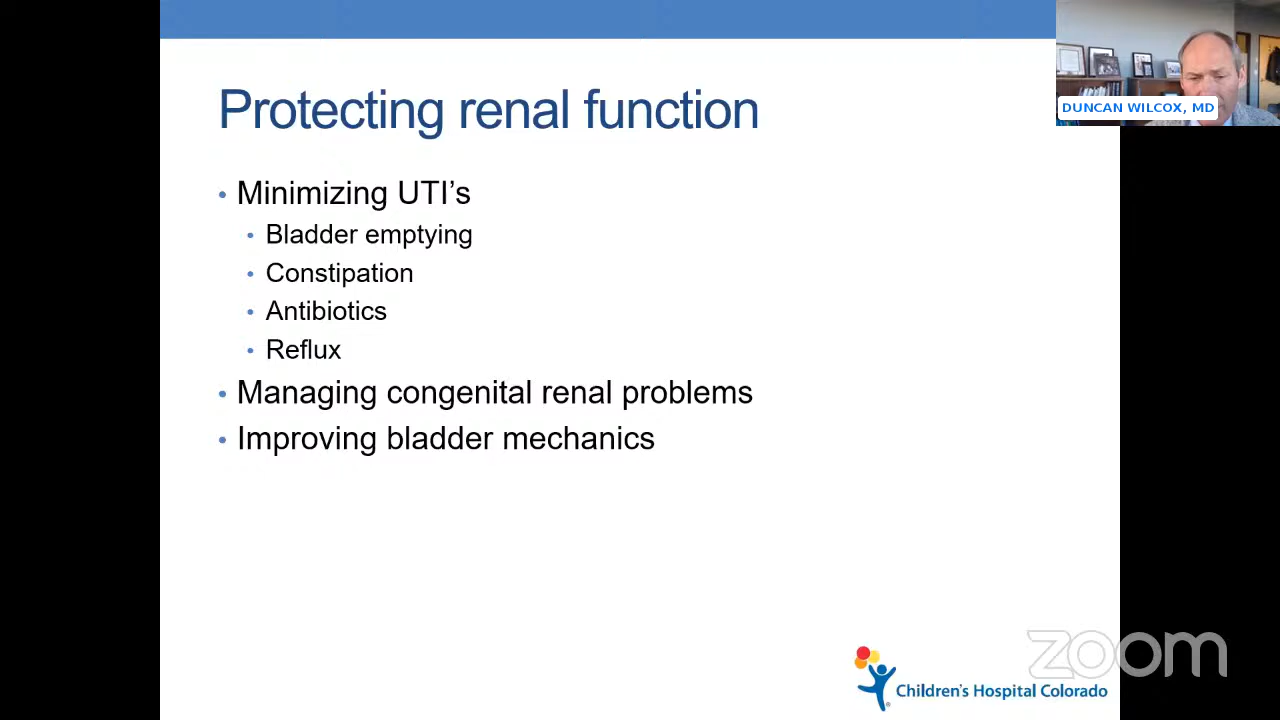 Protecting renal function
DUNCAN WILCOX, MD
• Minimizing UTI's
• Bladder emptying
• Constipation
• Antibiotics
• Reflux
• Managing congenital renal problems
• Improving bladder mechanics
zoom
Children's Hospital Colorado